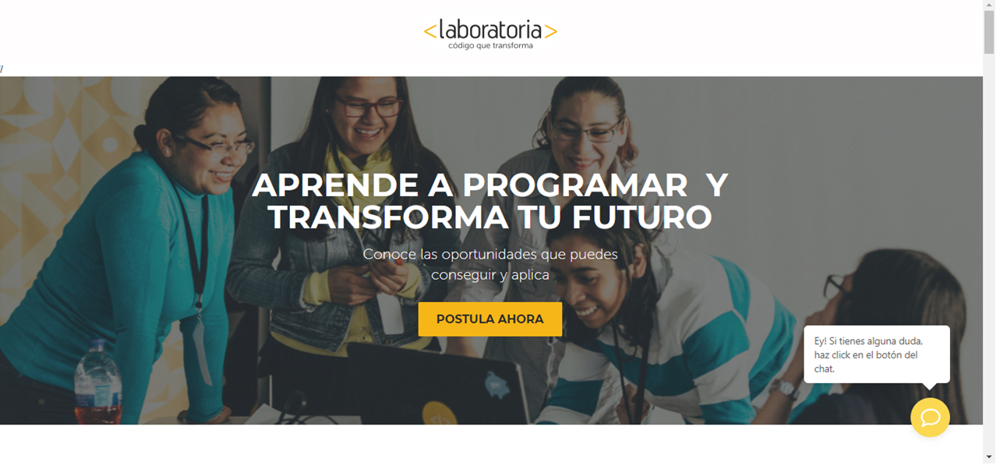 <laboratoria>
código que transforma
//
APRENDE A PROGRAMAR Y
TRANSFORMA TU FUTURO
Conoce las oportunidades que puedes
conseguir y aplica
POSTULA AHORA
Ey! Si tienes alguna duda,
haz click en el botón del
chat.